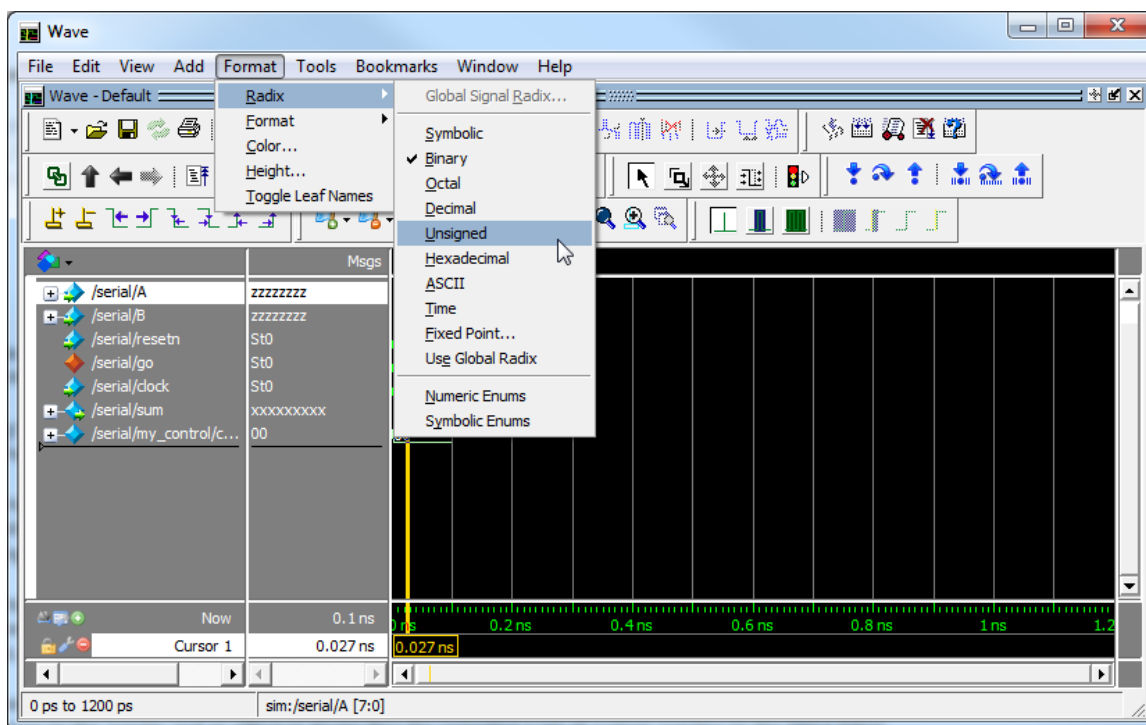 Wave
File Edit View Add Format Tools Bookmarks Window Help
Wave - Default
Radix
Format
Color...
Height...
Toggle Leaf Names
Global Signal Radix...
Symbolic
Binary
Octal
Decimal
Unsigned
Hexadecimal
ASCII
Time
Fixed Point...
Use Global Radix
Numeric Enums
Symbolic Enums
Msgs
/serial/A zzzzzzzz
/serial/B zzzzzzzz
/serial/resetn St0
/serial/go St0
/serial/clock St0
/serial/sum xxxxxxxxx
/serial/my_control/c... 00
Now 0.1 ns 0.2 ns 0.4 ns 0.6 ns 0.8 ns 1 ns 1.2
Cursor 1 0.027 ns 0.027 ns
0 ps to 1200 ps sim:/serial/A [7:0]